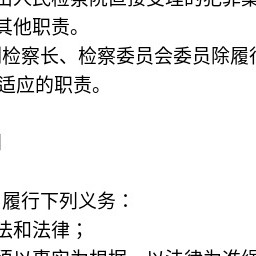 出人民检察院直接受理的犯罪案
其他职责。
检察长、检察委员会委员除履行
适应的职责。
履行下列义务：
法和法律；
须以事实为根据，以法律为准绳